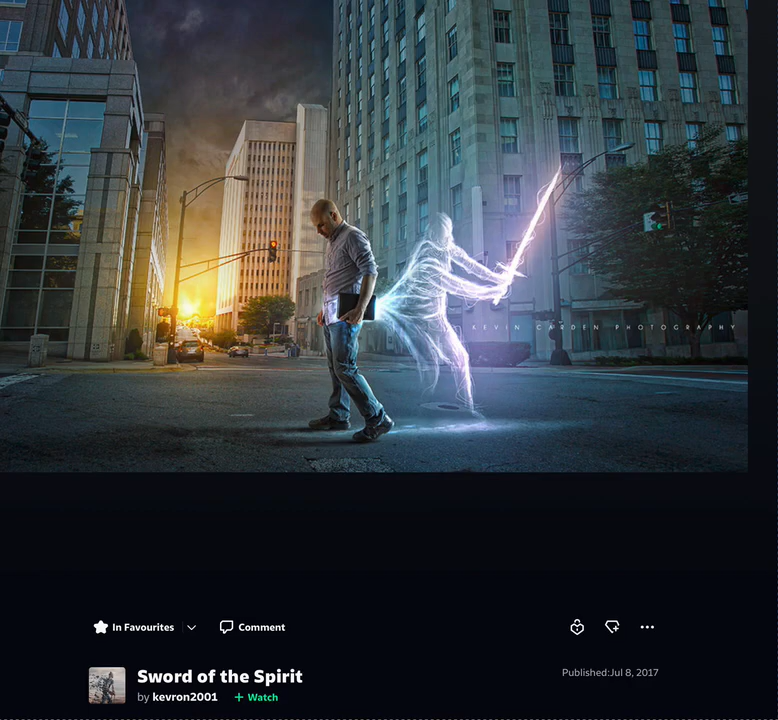 KEVIN CARDEN PHOTOGRAPHY
In Favourites
Comment
Sword of the Spirit
Published:Jul 8, 2017
by kevron2001
+ Watch